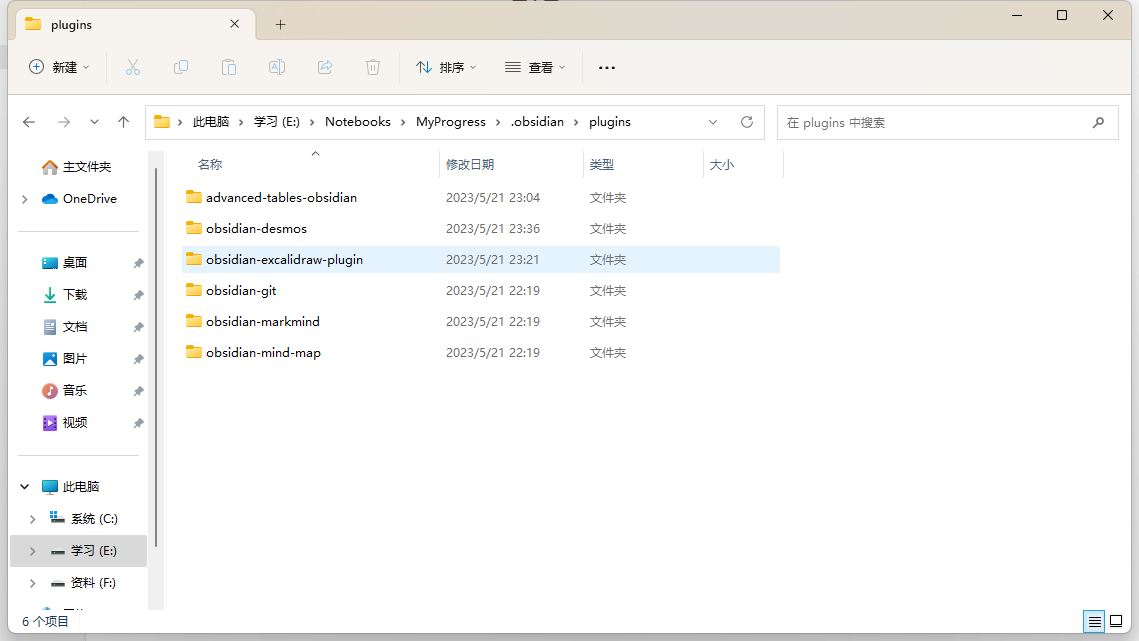 plugins
新建
排序
查看
此电脑 学习 (E:) Notebooks MyProgress .obsidian plugins
在 plugins 中搜索
主文件夹
OneDrive
桌面
下载
文档
图片
音乐
视频
此电脑
系统 (C:)
学习 (E:)
资料 (F:)
名称 修改日期 类型 大小
advanced-tables-obsidian 2023/5/21 23:04 文件夹
obsidian-desmos 2023/5/21 23:36 文件夹
obsidian-excalidraw-plugin 2023/5/21 23:21 文件夹
obsidian-git 2023/5/21 22:19 文件夹
obsidian-markmind 2023/5/21 22:19 文件夹
obsidian-mind-map 2023/5/21 22:19 文件夹
6 个项目